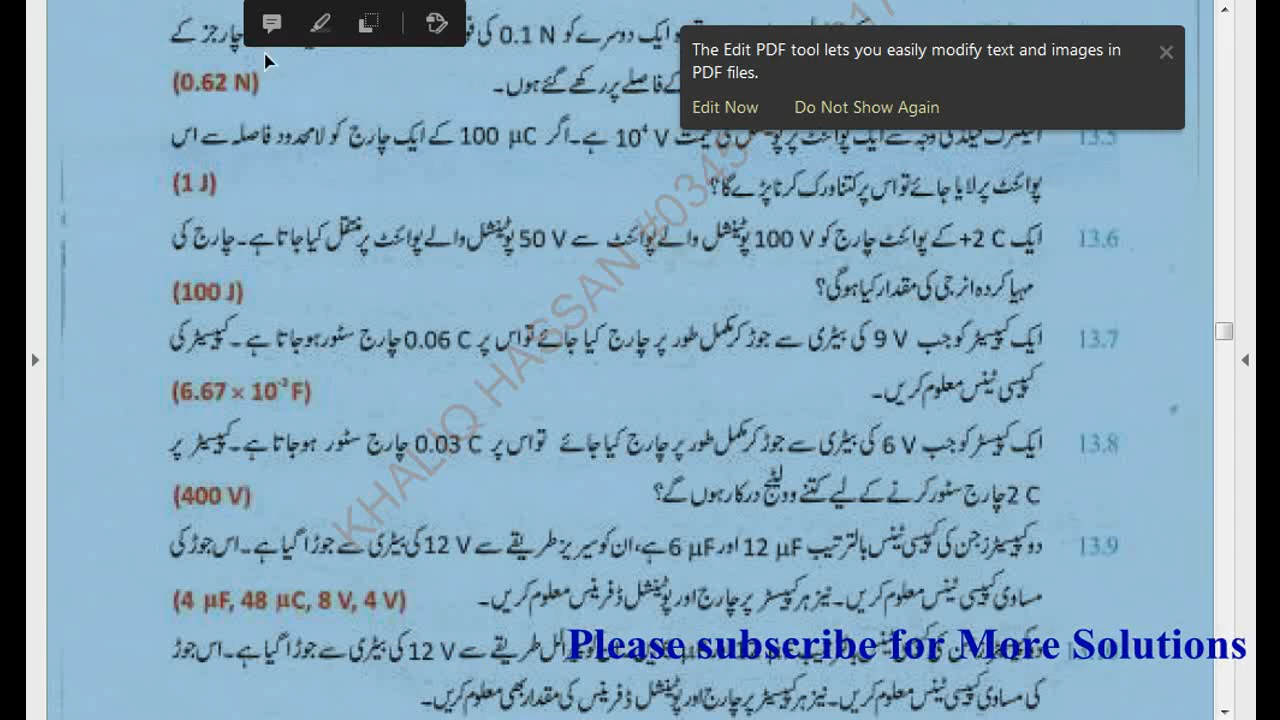 ایک دوسرے کو 0.1 N کی چارجز کے
کے فاصلے پر رکھے گئے ہوں۔ (0.62 N)
The Edit PDF tool lets you easily modify text and images in
PDF files.
Edit Now Do Not Show Again
13.5 وجہ سے ایک پوائنٹ پر 10⁴ V ہے۔ اگر 100 μC کے ایک چارج کو لامحدود فاصلہ سے اس
پوائنٹ پر لایا جائے تو اس پر کتنا ورک کرنا پڑے گا؟ (1 J)
13.6 ایک +2 C کے پوائنٹ چارج کو 100 V پوٹینشل والے پوائنٹ سے 50 V پوٹینشل والے پوائنٹ پر منتقل کیا جاتا ہے۔ چارج کی
مہیا کردہ انرجی کی مقدار کیا ہوگی؟ (100 J)
13.7 ایک کپیسٹر کو جب 9 V کی بیٹری سے جوڑ کر مکمل طور پر چارج کیا جائے تو اس پر 0.06 C چارج سٹور ہو جاتا ہے۔ کپیسٹر کی
کپیسی ٹینس معلوم کریں۔ (6.67 × 10⁻³ F)
13.8 ایک کپسٹر کو جب 6 V کی بیٹری سے جوڑ کر مکمل طور پر چارج کیا جائے تو اس پر 0.03 C چارج سٹور ہو جاتا ہے۔ کپیسٹر پر
2 C چارج سٹور کرنے کے لیے کتنے وولٹیج درکار ہوں گے؟ (400 V)
13.9 دو کپیسٹرز جن کی کپیسی ٹینس بالترتیب 12 μF اور 6 μF ہے، ان کو سیریز طریقے سے 12 V کی بیٹری سے جوڑا گیا ہے۔ اس جوڑ کی
مساوی کپیسی ٹینس معلوم کریں۔ نیز ہر کپسٹر پر چارج اور پوٹینشل ڈفرینس معلوم کریں۔ (4 μF, 48 μC, 8 V, 4 V)
Please subscribe for More Solutions
طریقے سے 12 V کی بیٹری سے جوڑا گیا ہے۔ اس جوڑ
کی مساوی کپیسی ٹینس معلوم کریں۔ نیز ہر کپیسٹر پر چارج اور پوٹینشل ڈفرینس کی مقدار بھی معلوم کریں۔
KHALIQ HASSAN #0345